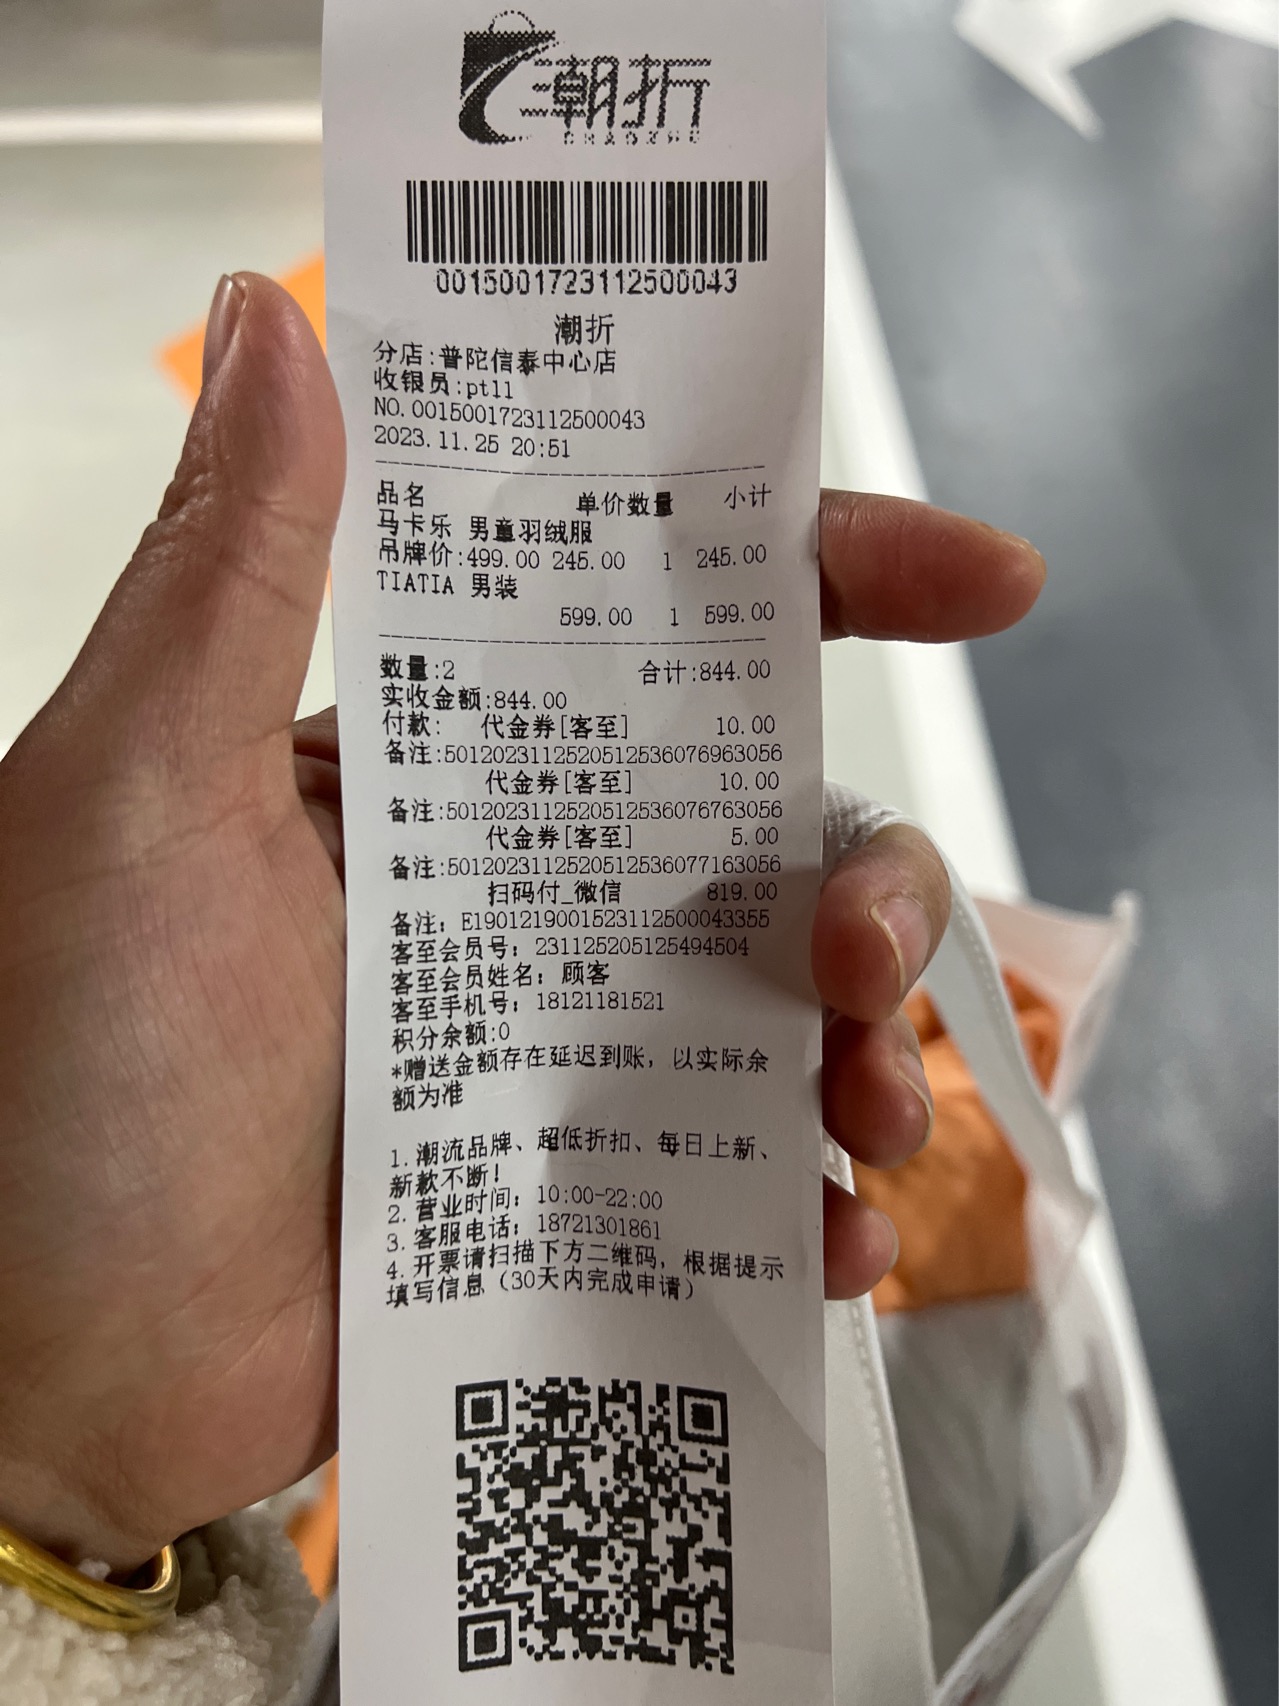 潮折
CHAOZHE
0015001723112500043
潮折
分店:普陀信泰中心店
收银员:pt11
NO.0015001723112500043
2023.11.25 20:51
品名 单价数量 小计
马卡乐 男童羽绒服
吊牌价:499.00 245.00 1 245.00
TIATIA 男装
599.00 1 599.00
数量:2 合计:844.00
实收金额:844.00
付款: 代金券[客至] 10.00
备注:5012023112520512536076963056
代金券[客至] 10.00
备注:5012023112520512536076763056
代金券[客至] 5.00
备注:5012023112520512536077163056
扫码付_微信 819.00
备注: E1901219001523112500043355
客至会员号: 231125205125494504
客至会员姓名: 顾客
客至手机号: 18121181521
积分余额:0
*赠送金额存在延迟到账, 以实际余
额为准
1. 潮流品牌、超低折扣、每日上新、
新款不断!
2. 营业时间: 10:00-22:00
3. 客服电话: 18721301861
4. 开票请扫描下方二维码, 根据提示
填写信息 (30天内完成申请)